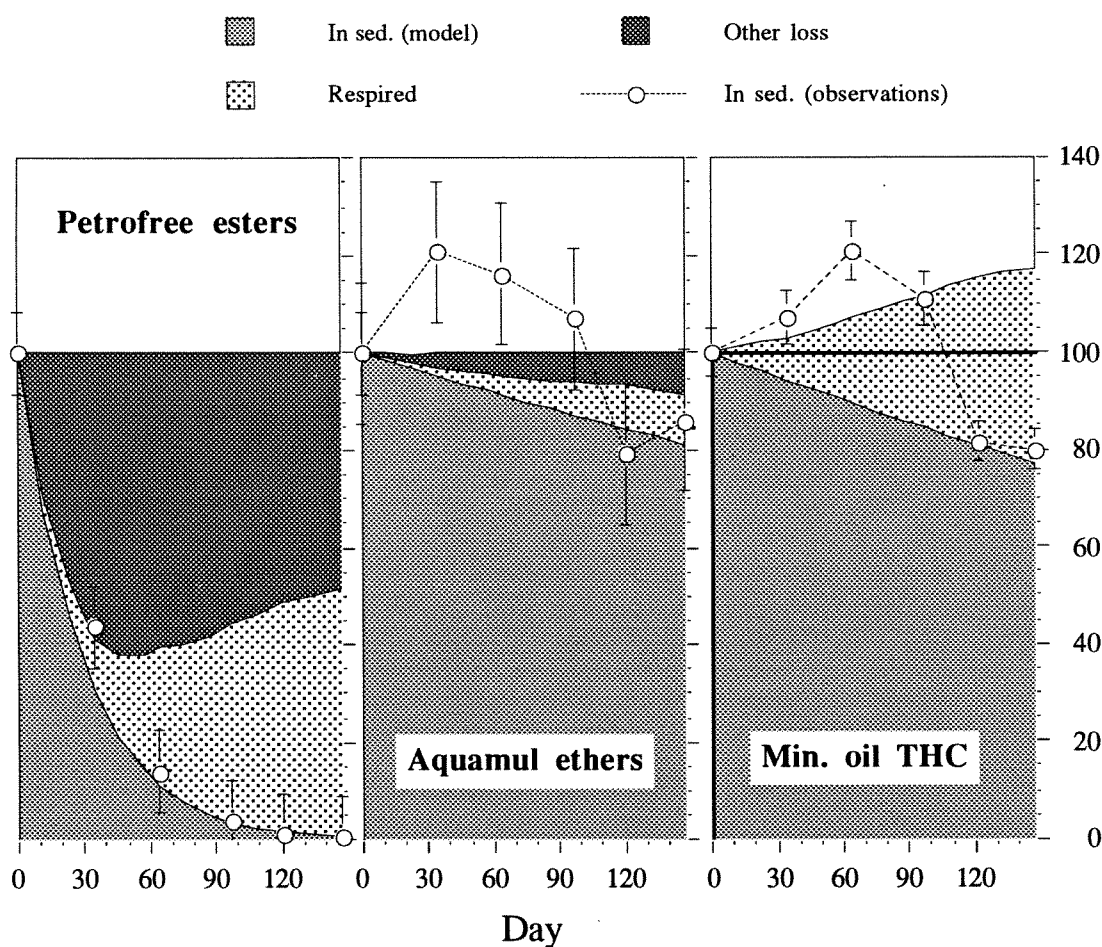 In sed. (model)
Other loss
Respired
In sed. (observations)
Petrofree esters
Aquamul ethers
Min. oil THC
140
120
100
80
60
40
20
0
0 30 60 90 120
0 30 60 90 120
0 30 60 90 120
Day